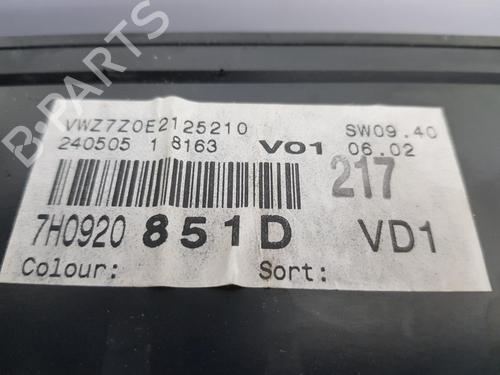 VWZ7Z0E2125210
SW09.40
240505 1 8163 V01 06.02
217
7H0920 851D VD1
Colour: Sort:
B-PARTS